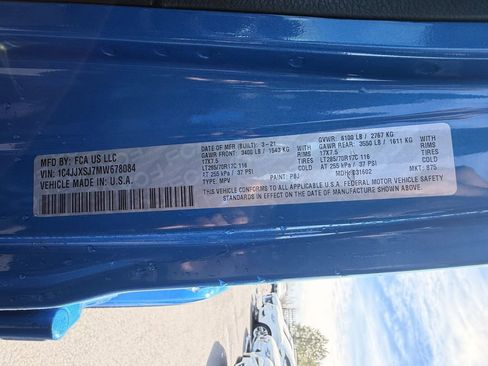 MFD BY: FCA US LLC
VIN: 1C4JJXSJ7MW678084
VEHICLE MADE IN: U.S.A.
DATE OF MFR (BUILT): 3-21
GAWR FRONT: 3400 LB / 1543 KG WITH
17X7.5 RIMS
LT285/70R17C 116 TIRES
AT 255 kPa / 37 PSI
TYPE: MPV PAINT: PBJ
GVWR: 6100 LB / 2767 KG
GAWR REAR: 3550 LB / 1611 KG WITH
17X7.5 RIMS
LT285/70R17C 116 TIRES
AT 255 kPa / 37 PSI
MDH: 031602 MKT:
THIS VEHICLE CONFORMS TO ALL APPLICABLE U.S.A. FEDERAL MOTOR VEHICLE SAFETY
STANDARDS IN EFFECT ON THE DATE OF MANUFACTURE SHOWN ABOVE.